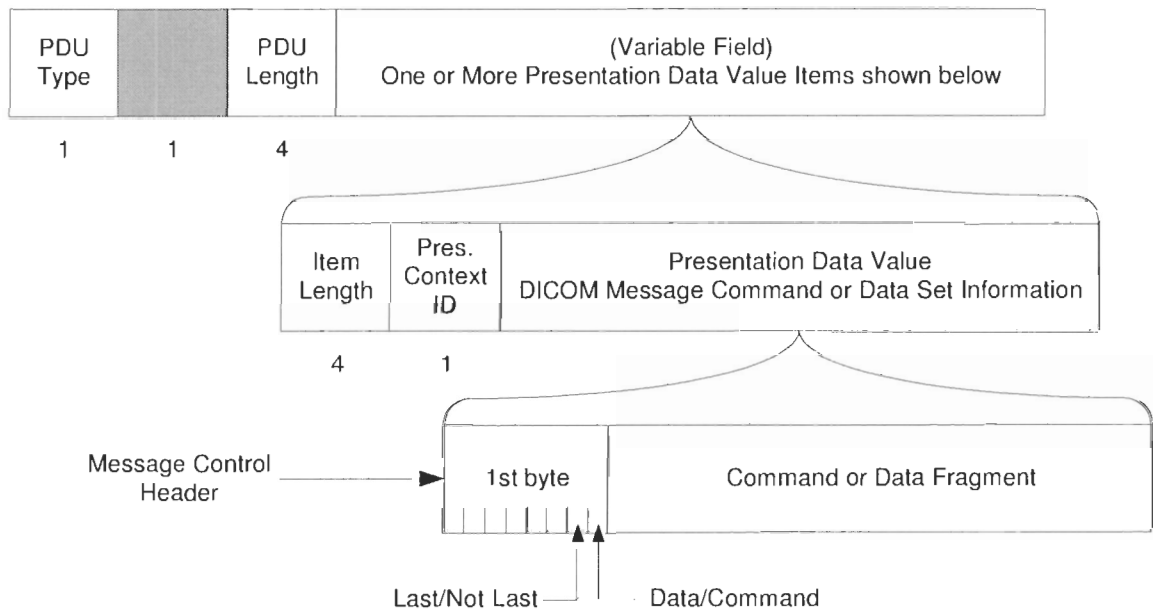 PDU
Type
PDU
Length
(Variable Field)
One or More Presentation Data Value Items shown below
1
1
4
Item
Length
Pres.
Context
ID
Presentation Data Value
DICOM Message Command or Data Set Information
4
1
Message Control
Header
1st byte
Command or Data Fragment
Last/Not Last
Data/Command